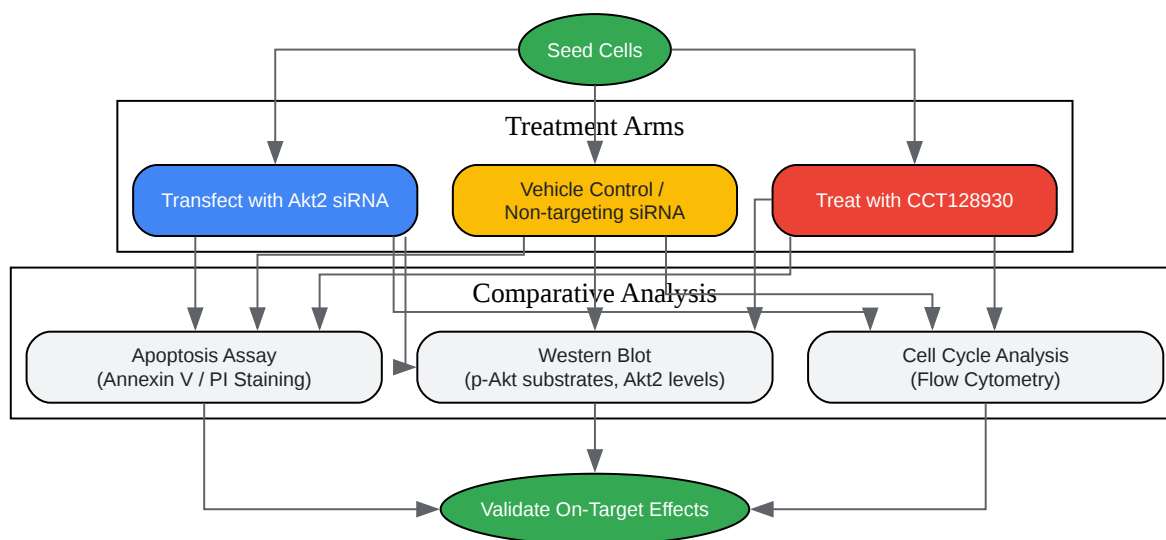 Seed Cells
Treatment Arms
Transfect with Akt2 siRNA
Vehicle Control /
Non-targeting siRNA
Treat with CCT128930
Comparative Analysis
Apoptosis Assay
(Annexin V / PI Staining)
Western Blot
(p-Akt substrates, Akt2 levels)
Cell Cycle Analysis
(Flow Cytometry)
Validate On-Target Effects